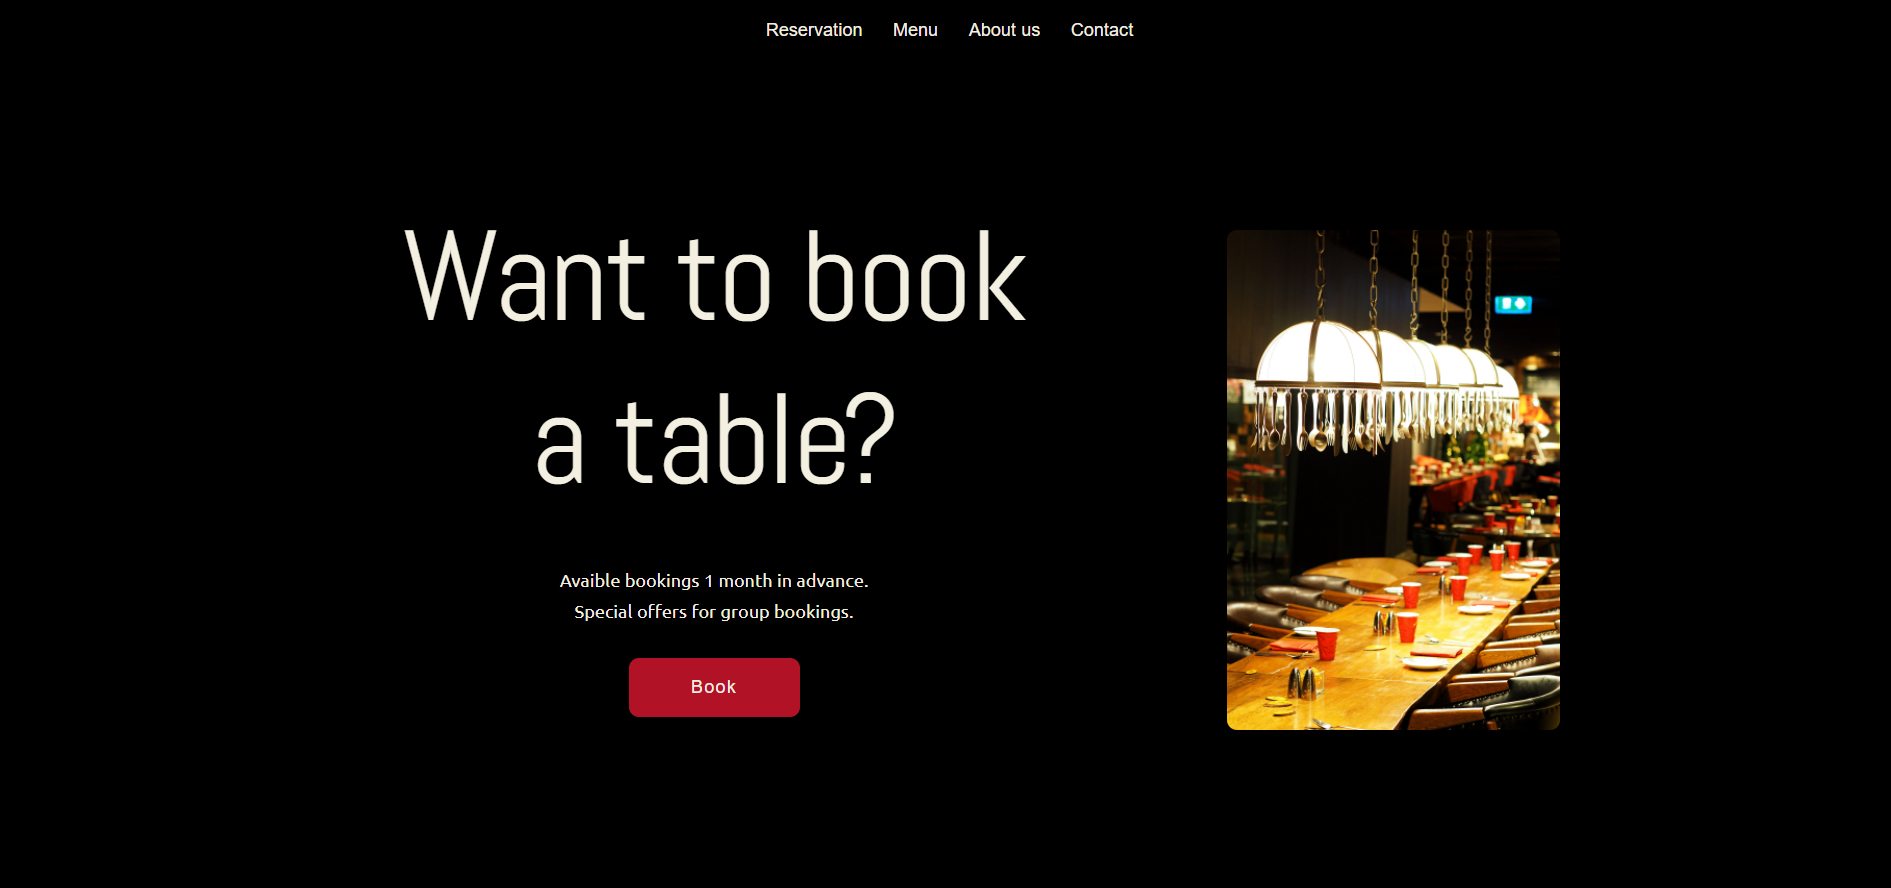 Reservation Menu About us Contact
Want to book
a table?
Avaible bookings 1 month in advance.
Special offers for group bookings.
Book